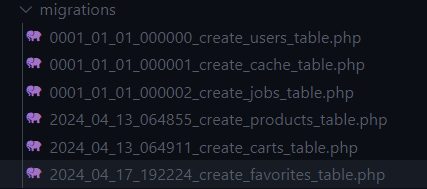 migrations
0001_01_01_000000_create_users_table.php
0001_01_01_000001_create_cache_table.php
0001_01_01_000002_create_jobs_table.php
2024_04_13_064855_create_products_table.php
2024_04_13_064911_create_carts_table.php
2024_04_17_192224_create_favorites_table.php